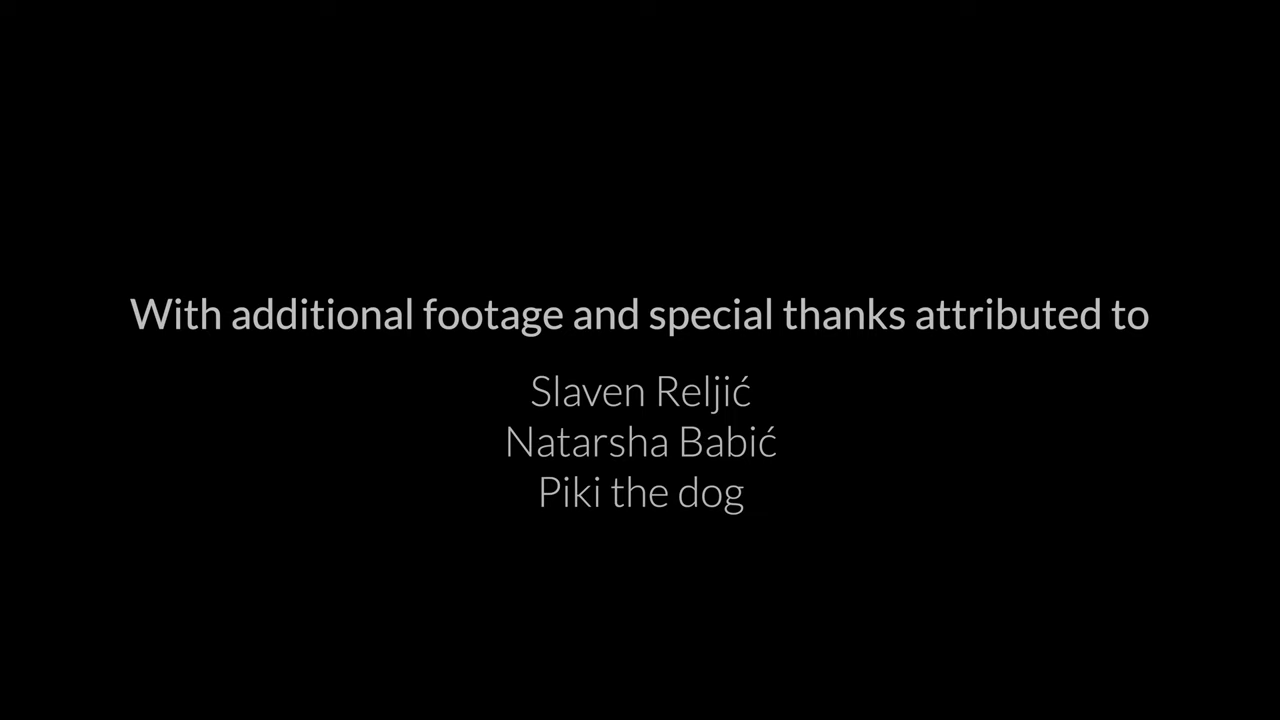 With additional footage and special thanks attributed to
Slaven Reljić
Natarsha Babić
Piki the dog